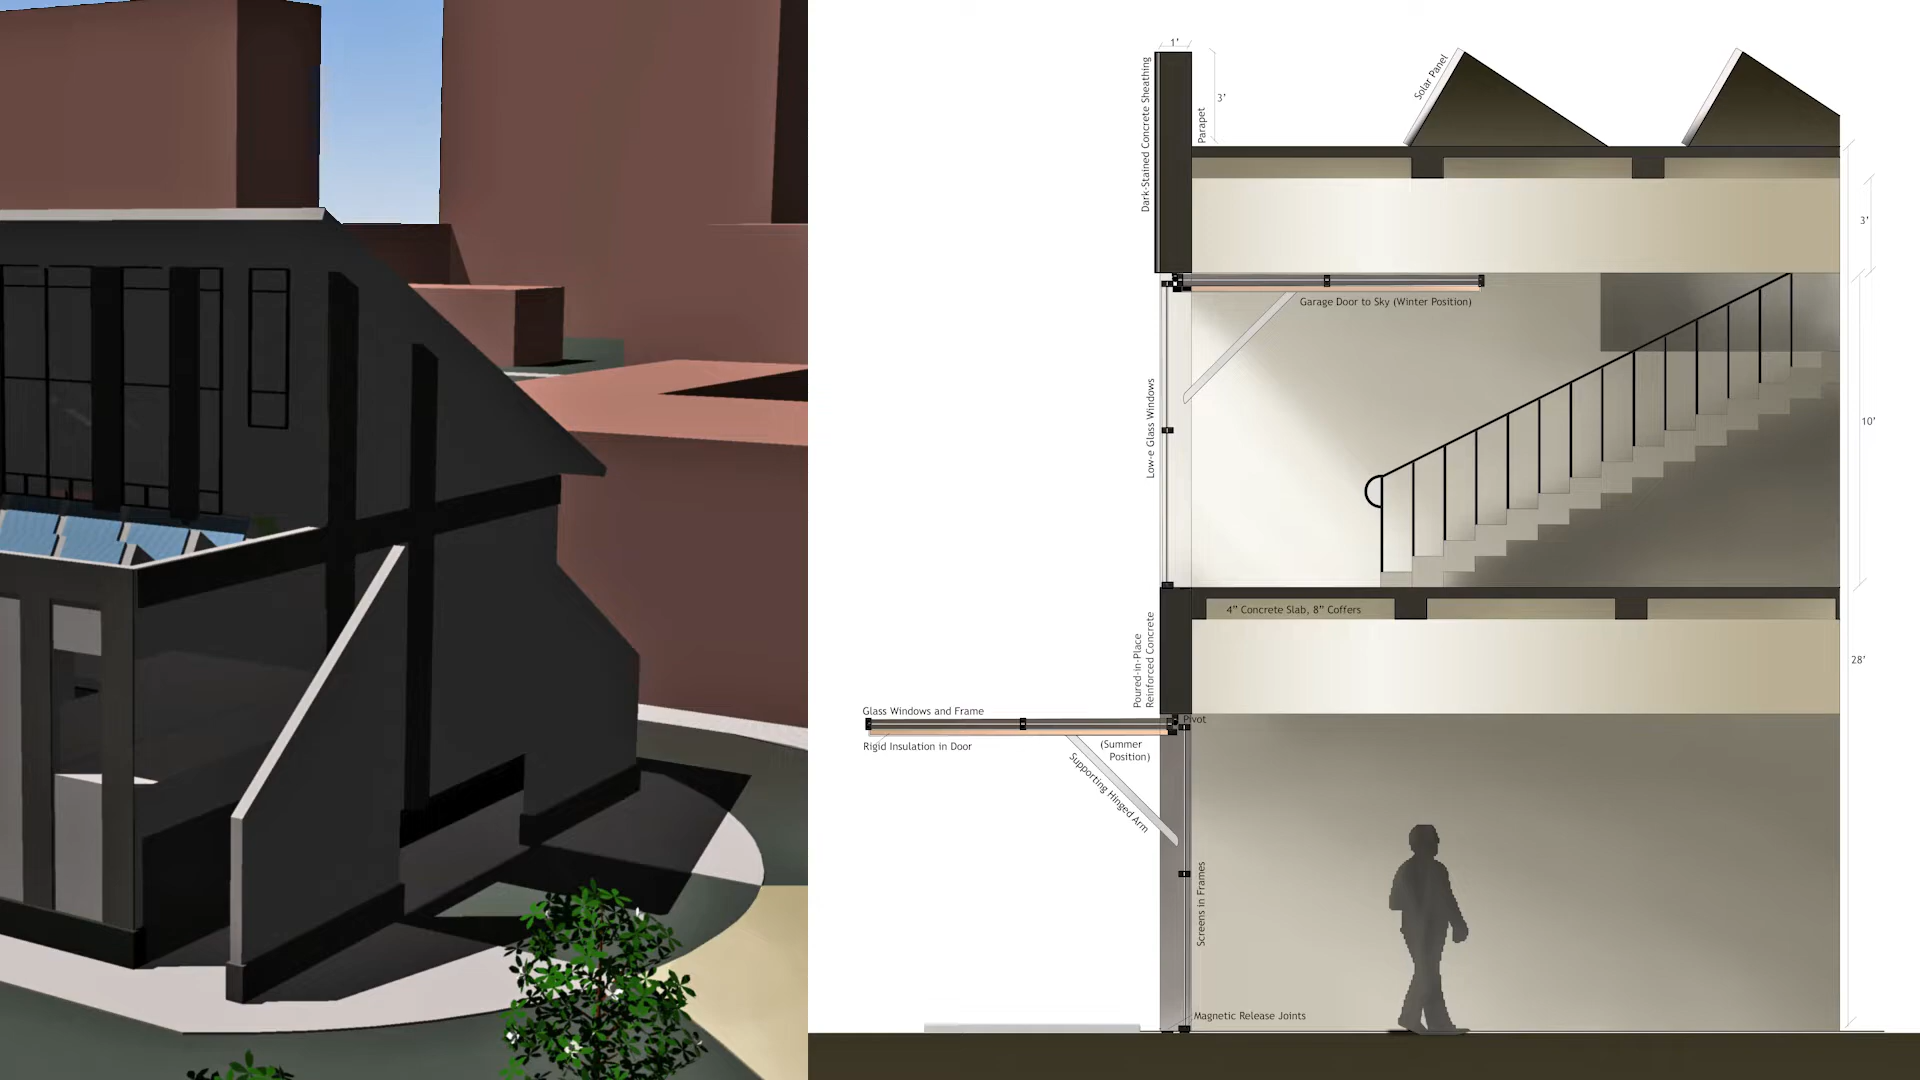 1'
Dark-Stained Concrete Sheathing
3'
Parapet
Solar Panel
3'
Garage Door to Sky (Winter Position)
Low-e Glass Windows
10'
4” Concrete Slab, 8” Coffers
Poured-in-Place
Reinforced Concrete
28'
Glass Windows and Frame
Pivot
Rigid Insulation in Door
(Summer
Position)
Supporting Hinged Arm
Screens in Frames
Magnetic Release Joints